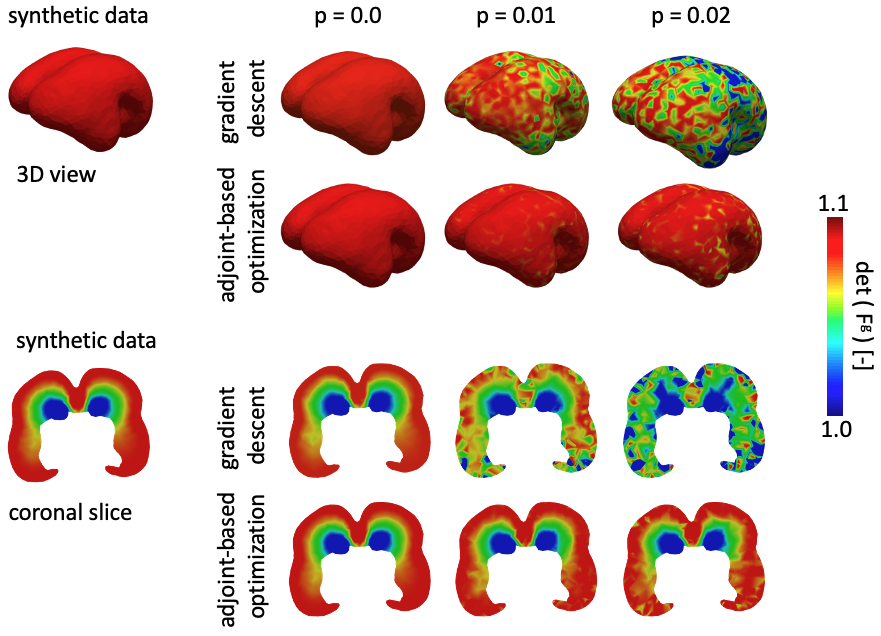 synthetic data
p = 0.0
p = 0.01
p = 0.02
gradient
descent
3D view
adjoint-based
optimization
1.1
det ( Fᵍ ) [-]
1.0
synthetic data
gradient
descent
coronal slice
adjoint-based
optimization